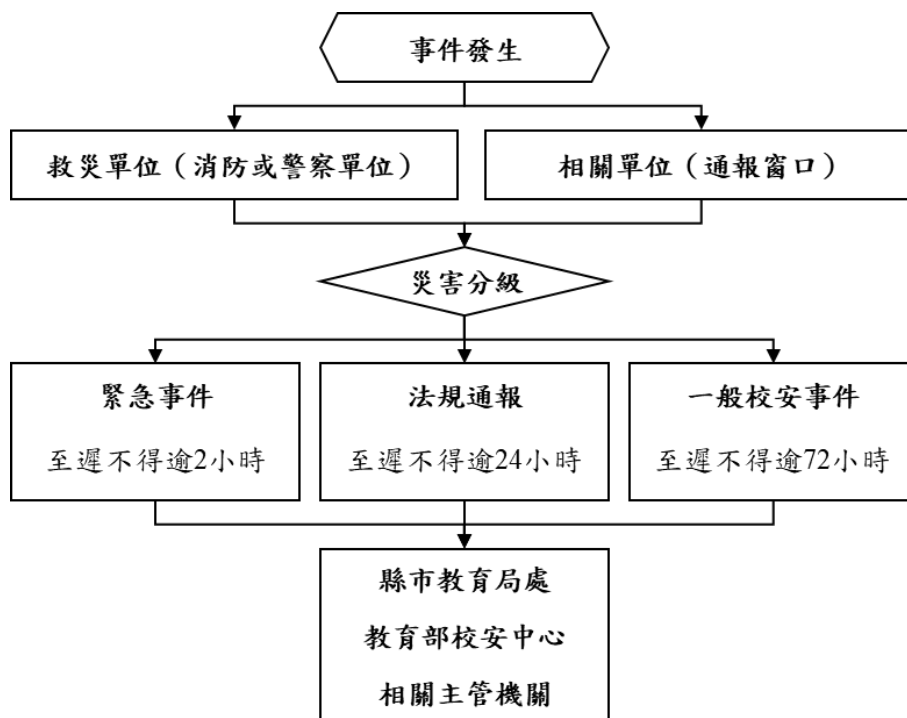 事件發生
救災單位（消防或警察單位）
相關單位（通報窗口）
災害分級
緊急事件
至遲不得逾2小時
法規通報
至遲不得逾24小時
一般校安事件
至遲不得逾72小時
縣市教育局處
教育部校安中心
相關主管機關